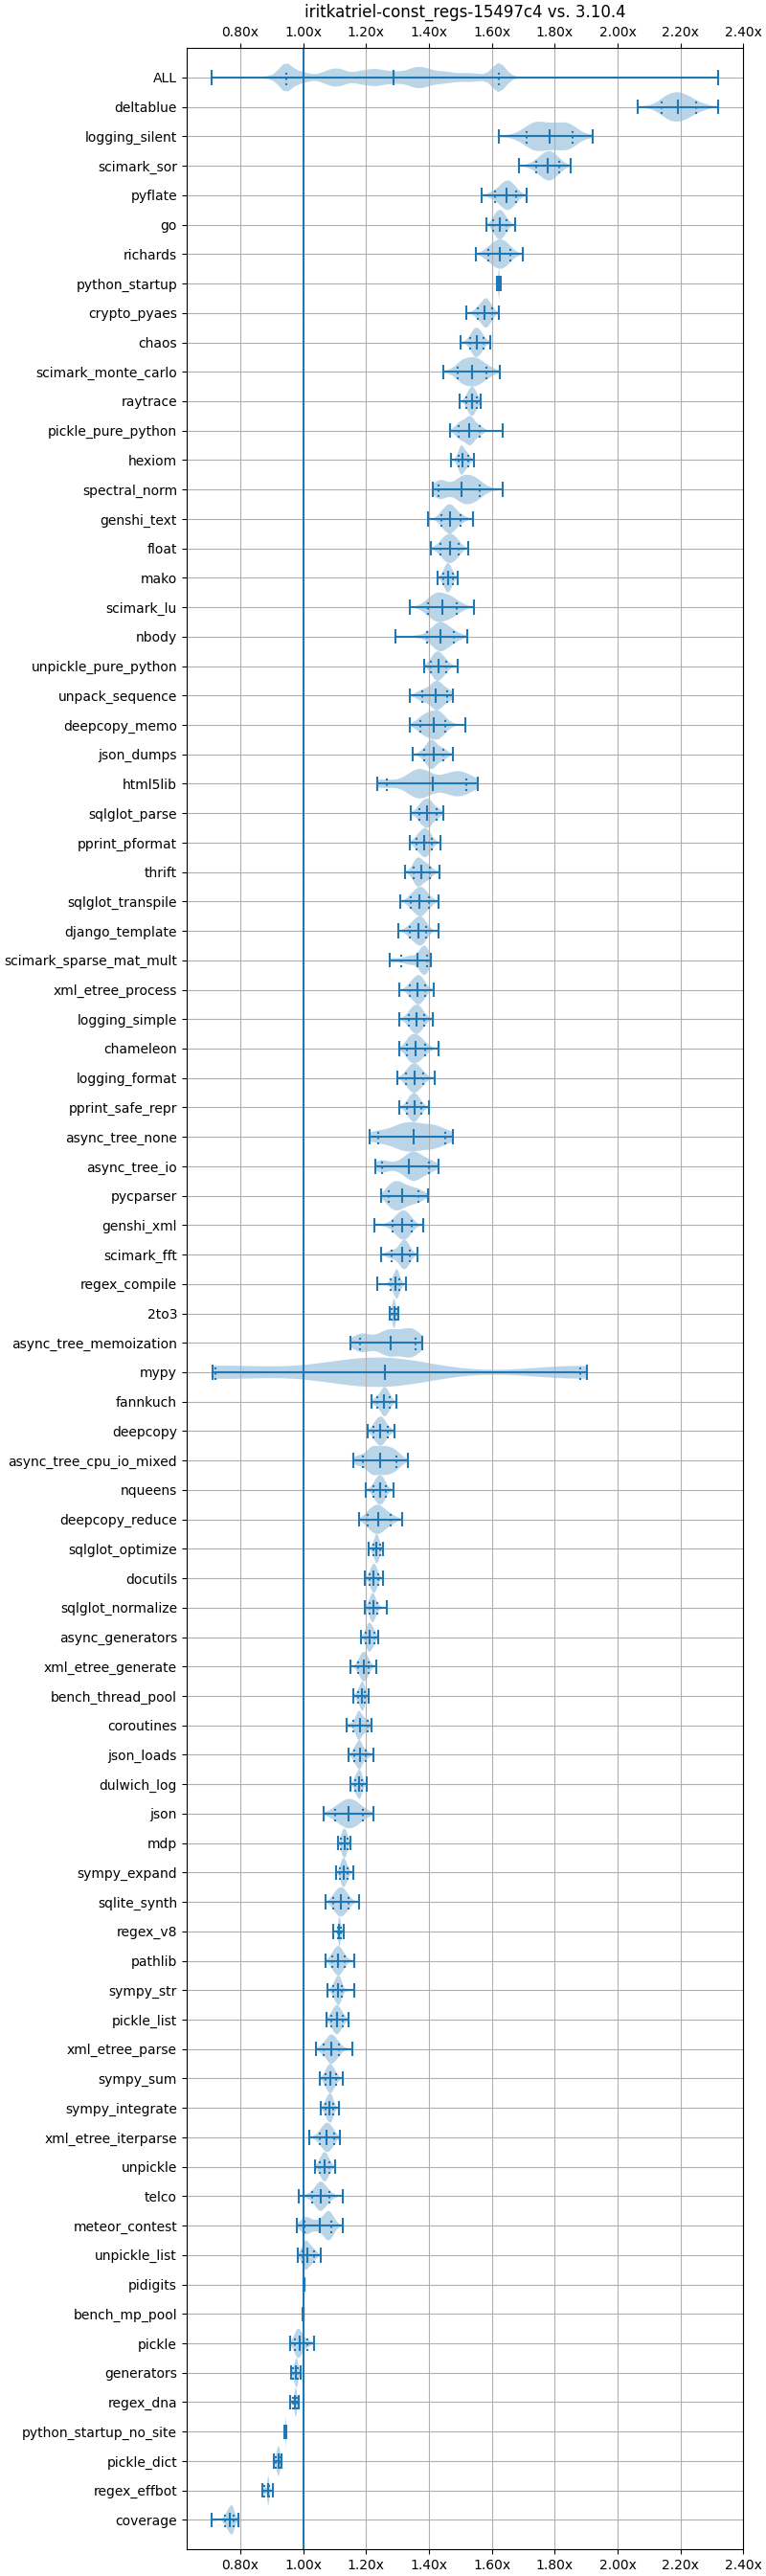 iritkatriel-const_regs-15497c4 vs. 3.10.4
0.80x 1.00x 1.20x 1.40x 1.60x 1.80x 2.00x 2.20x 2.40x
ALL
deltablue
logging_silent
scimark_sor
pyflate
go
richards
python_startup
crypto_pyaes
chaos
scimark_monte_carlo
raytrace
pickle_pure_python
hexiom
spectral_norm
genshi_text
float
mako
scimark_lu
nbody
unpickle_pure_python
unpack_sequence
deepcopy_memo
json_dumps
html5lib
sqlglot_parse
pprint_pformat
thrift
sqlglot_transpile
django_template
scimark_sparse_mat_mult
xml_etree_process
logging_simple
chameleon
logging_format
pprint_safe_repr
async_tree_none
async_tree_io
pycparser
genshi_xml
scimark_fft
regex_compile
2to3
async_tree_memoization
mypy
fannkuch
deepcopy
async_tree_cpu_io_mixed
nqueens
deepcopy_reduce
sqlglot_optimize
docutils
sqlglot_normalize
async_generators
xml_etree_generate
bench_thread_pool
coroutines
json_loads
dulwich_log
json
mdp
sympy_expand
sqlite_synth
regex_v8
pathlib
sympy_str
pickle_list
xml_etree_parse
sympy_sum
sympy_integrate
xml_etree_iterparse
unpickle
telco
meteor_contest
unpickle_list
pidigits
bench_mp_pool
pickle
generators
regex_dna
python_startup_no_site
pickle_dict
regex_effbot
coverage
0.80x 1.00x 1.20x 1.40x 1.60x 1.80x 2.00x 2.20x 2.40x